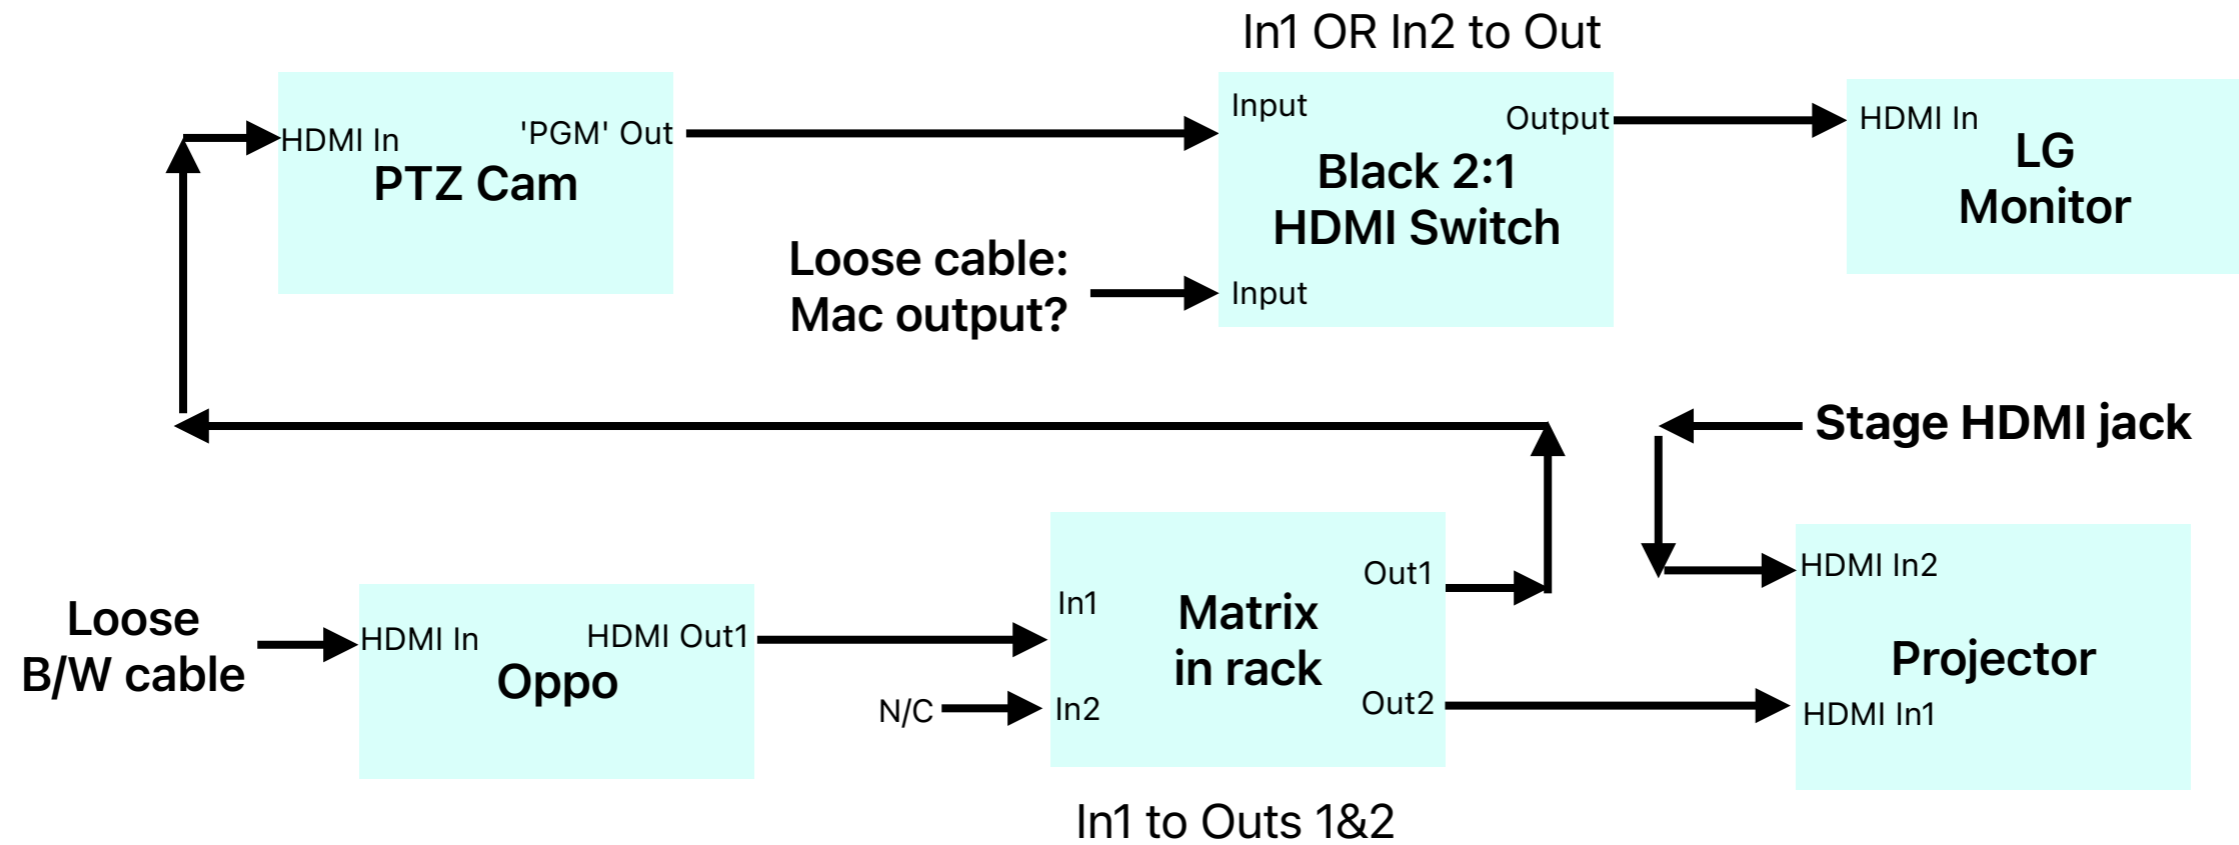 In1 OR In2 to Out
HDMI In
'PGM' Out
PTZ Cam
Input
Output
Black 2:1
HDMI Switch
Input
HDMI In
LG
Monitor
Loose cable:
Mac output?
Stage HDMI jack
Loose
B/W cable
HDMI In
HDMI Out1
Oppo
N/C
In1
In2
Matrix
in rack
Out1
Out2
HDMI In2
Projector
HDMI In1
In1 to Outs 1&2